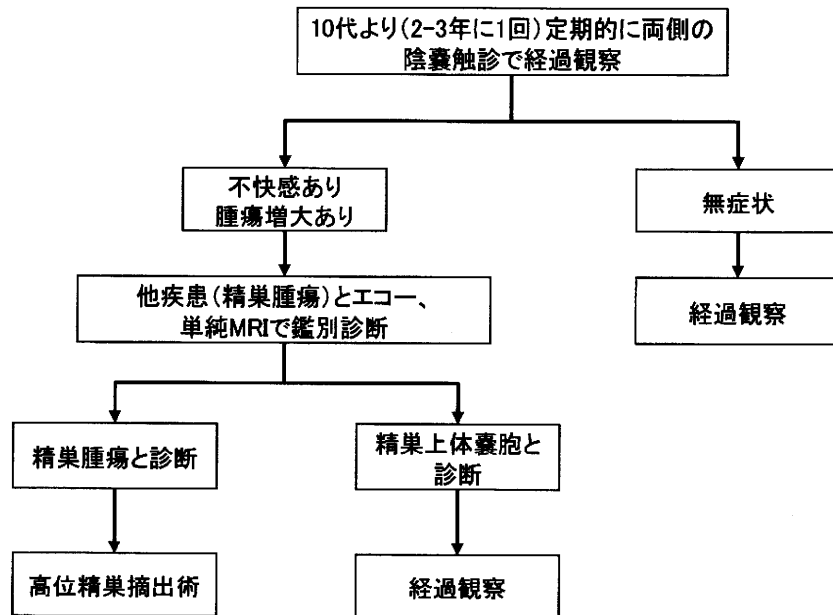 10代より(2-3年に1回)定期的に両側の
陰嚢触診で経過観察
不快感あり
腫瘍増大あり
無症状
他疾患(精巣腫瘍)とエコー、
単純MRIで鑑別診断
経過観察
精巣腫瘍と診断
精巣上体嚢胞と
診断
高位精巣摘出術
経過観察